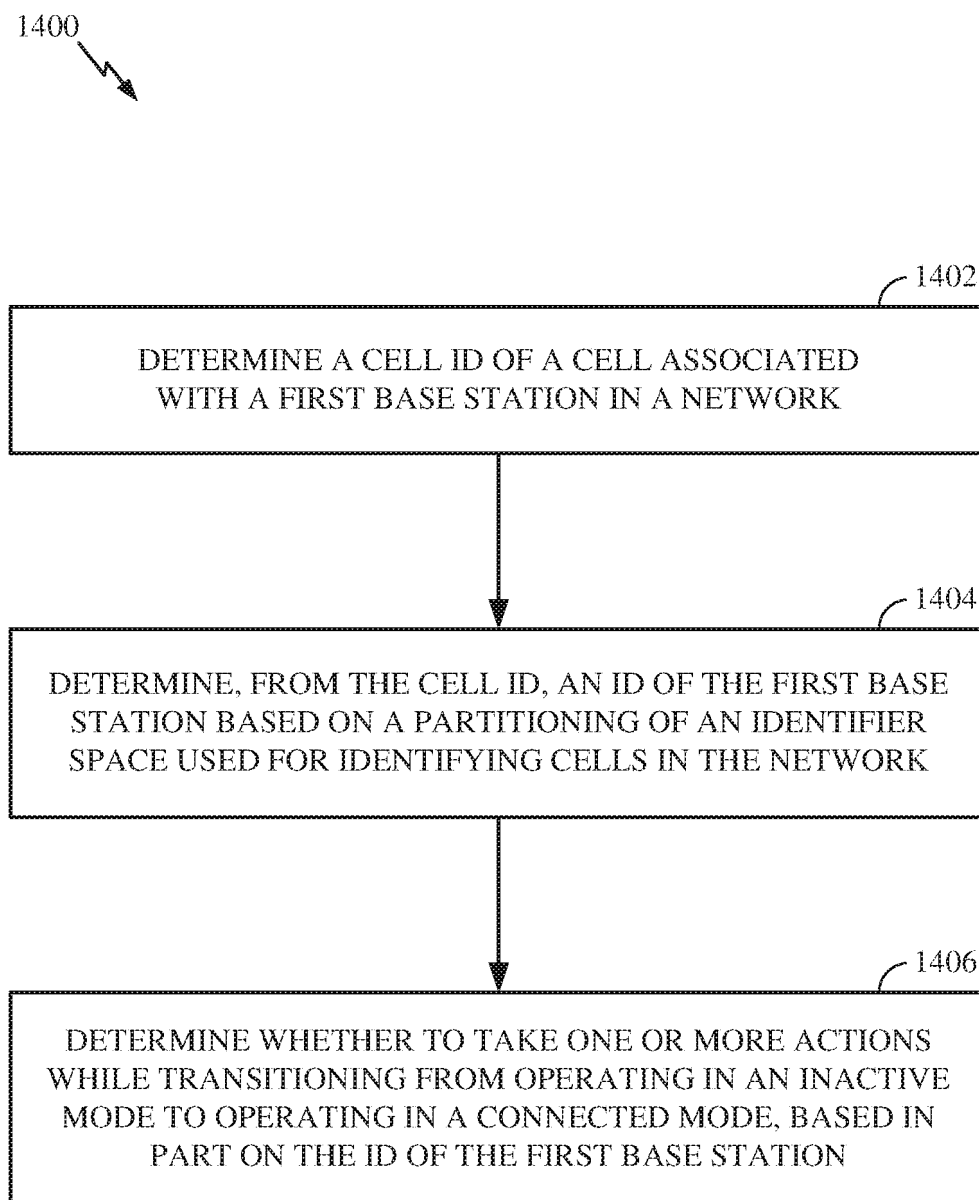 1400
1402
DETERMINE A CELL ID OF A CELL ASSOCIATED
WITH A FIRST BASE STATION IN A NETWORK
1404
DETERMINE, FROM THE CELL ID, AN ID OF THE FIRST BASE
STATION BASED ON A PARTITIONING OF AN IDENTIFIER
SPACE USED FOR IDENTIFYING CELLS IN THE NETWORK
1406
DETERMINE WHETHER TO TAKE ONE OR MORE ACTIONS
WHILE TRANSITIONING FROM OPERATING IN AN INACTIVE
MODE TO OPERATING IN A CONNECTED MODE, BASED IN
PART ON THE ID OF THE FIRST BASE STATION